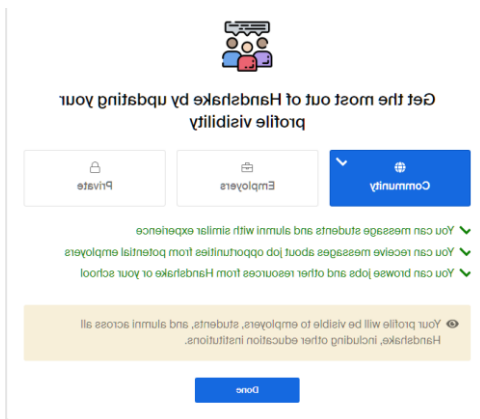 Get the most out of Handshake by updating your
profile visibility
Community
Employers
Private
You can message students and alumni with similar experience
You can receive messages about job opportunities from potential employers
You can browse jobs and other resources from Handshake or your school
Your profile will be visible to employers, students, and alumni across all
Handshake, including other education institutions.
Done